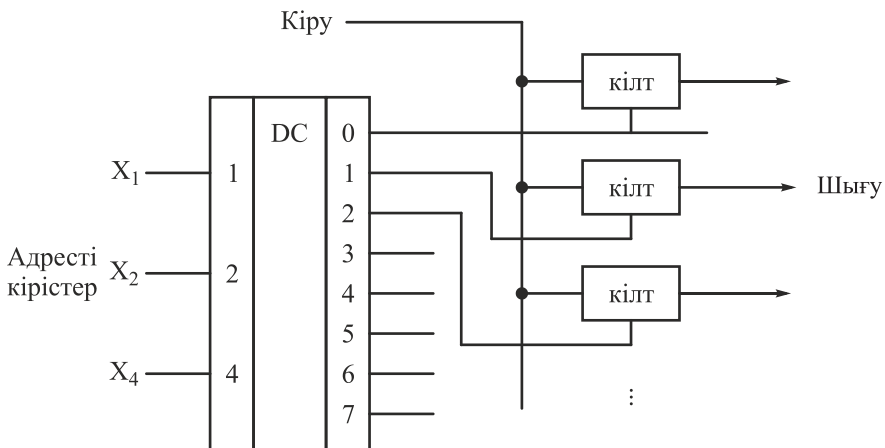 Кіру
кілт
DC
0
X₁
1
1
кілт
Шығу
2
Адресті
кірістер
X₂
2
3
кілт
4
5
X₄
4
6
7
...